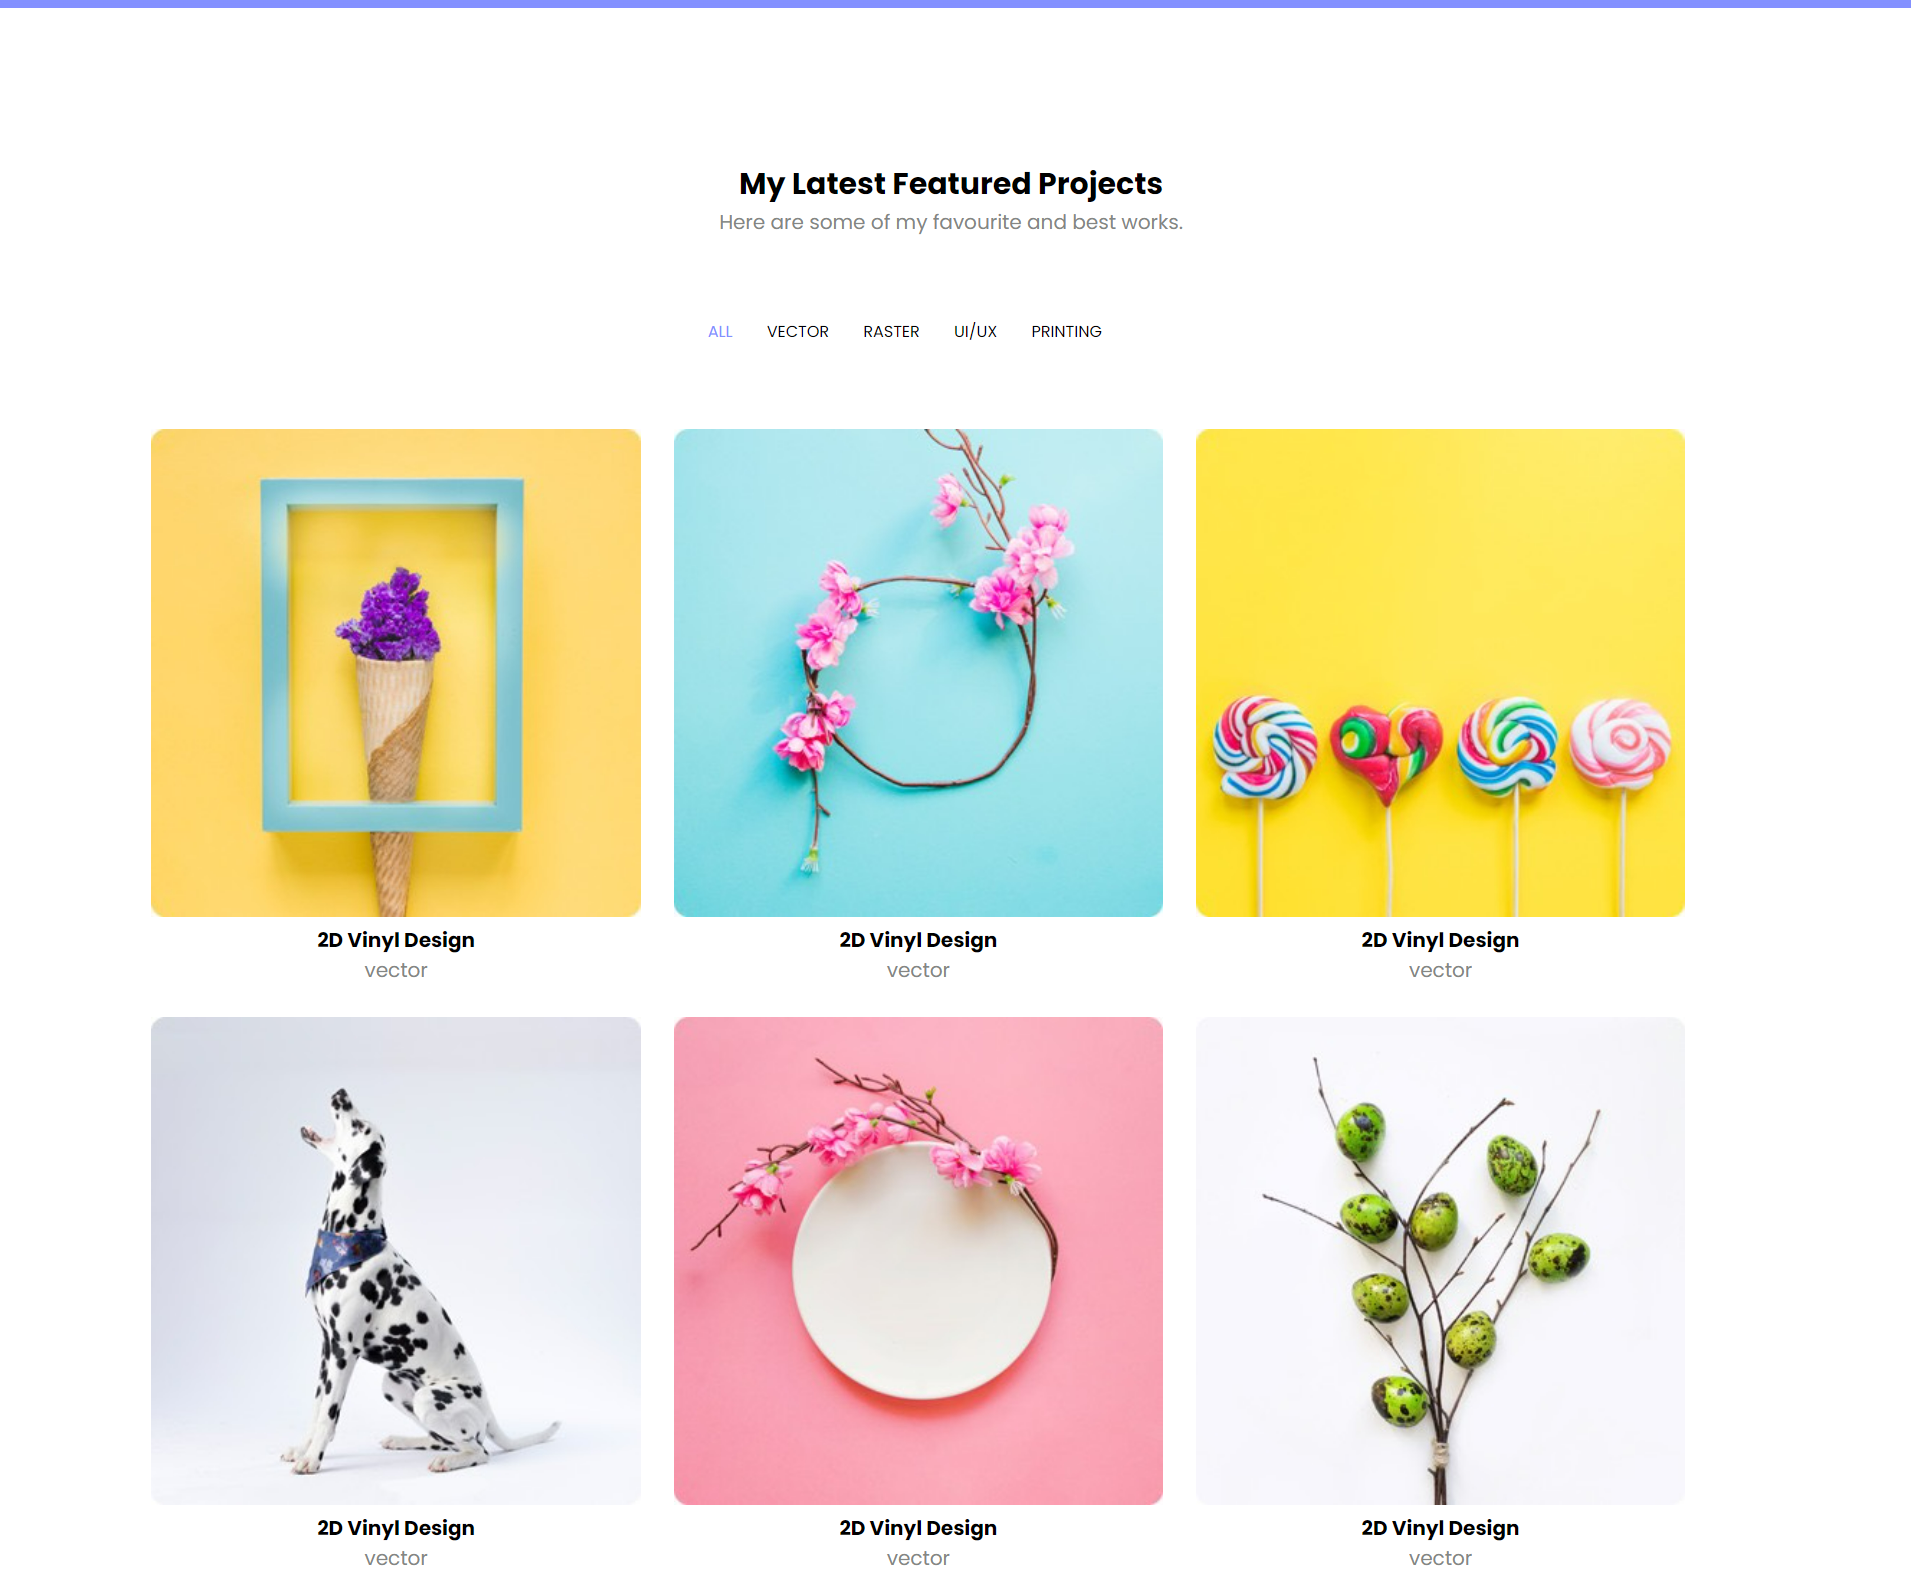 My Latest Featured Projects
Here are some of my favourite and best works.
ALL VECTOR RASTER UI/UX PRINTING
2D Vinyl Design 2D Vinyl Design 2D Vinyl Design
vector vector vector
2D Vinyl Design 2D Vinyl Design 2D Vinyl Design
vector vector vector